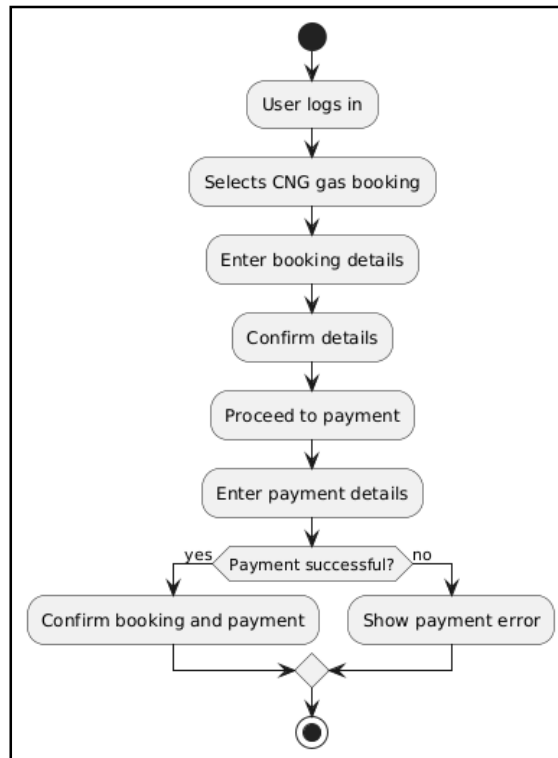 User logs in
Selects CNG gas booking
Enter booking details
Confirm details
Proceed to payment
Enter payment details
yes
Payment successful?
no
Confirm booking and payment
Show payment error